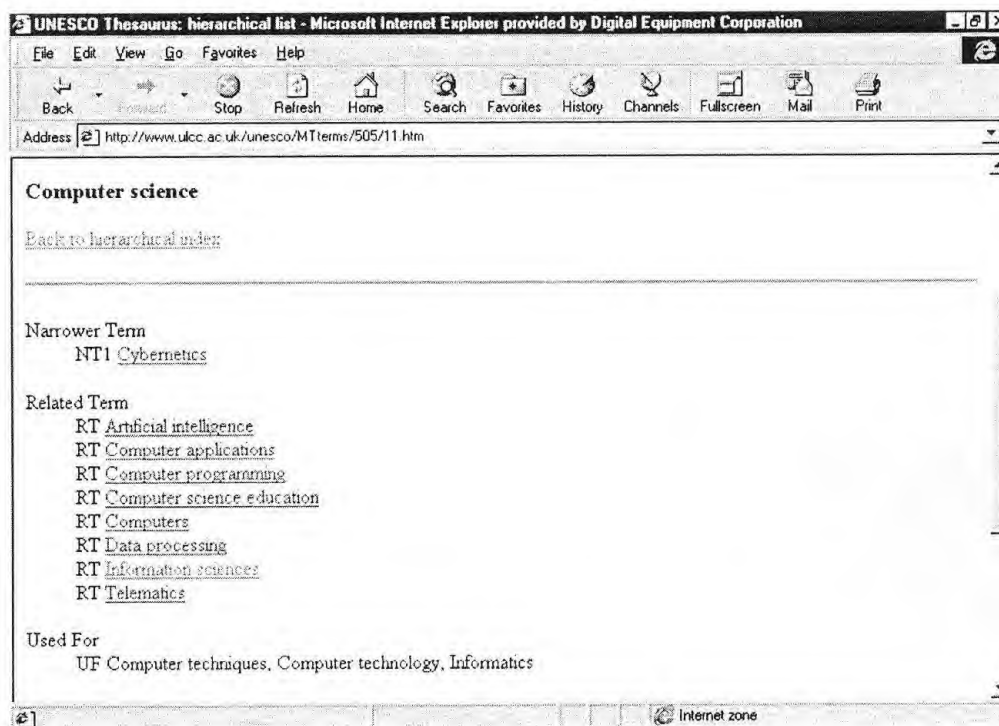 UNESCO Thesaurus: hierarchical list - Microsoft Internet Explorer provided by Digital Equipment Corporation
File Edit View Go Favorites Help
Back Forward Stop Refresh Home Search Favorites History Channels Fullscreen Mail Print
Address http://www.ulcc.ac.uk/unesco/MTterms/505/11.htm
Computer science
Back to hierarchical index
Narrower Term
NT1 Cybernetics
Related Term
RT Artificial intelligence
RT Computer applications
RT Computer programming
RT Computer science education
RT Computers
RT Data processing
RT Information sciences
RT Telematics
Used For
UF Computer techniques, Computer technology, Informatics
Internet zone